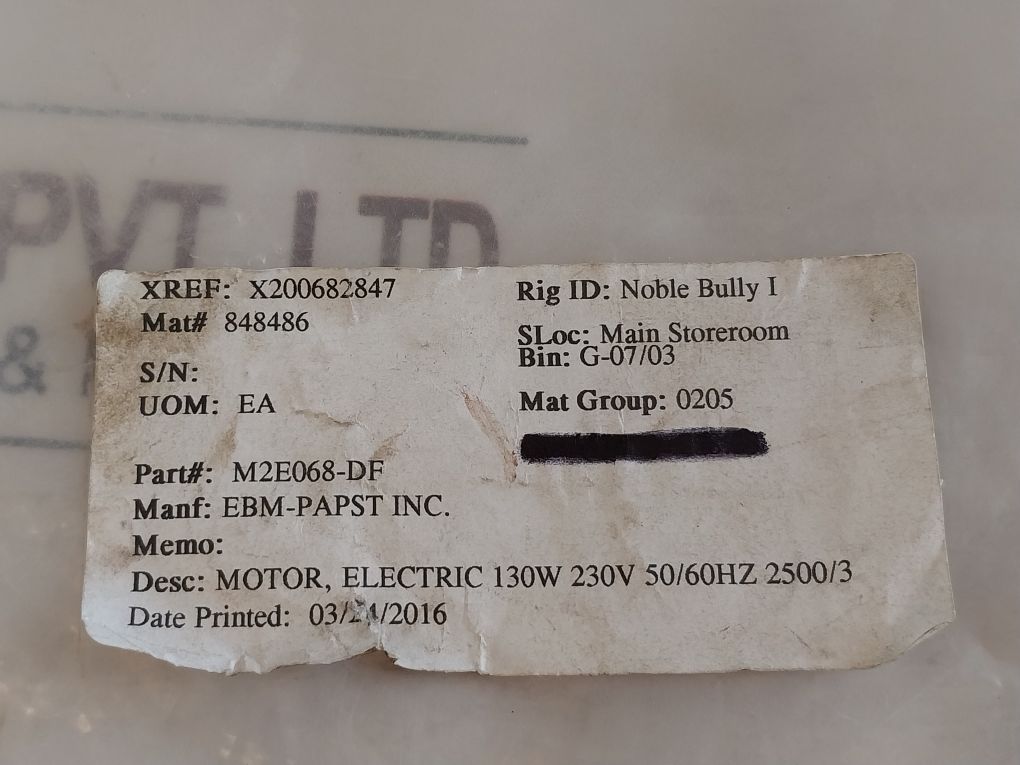 PVT. LTD
&
XREF: X200682847
Mat# 848486
S/N:
UOM: EA
Part#: M2E068-DF
Manf: EBM-PAPST INC.
Memo:
Desc: MOTOR, ELECTRIC 130W 230V 50/60HZ 2500/3
Date Printed:
Rig ID: Noble Bully I
SLoc: Main Storeroom
Bin: G-07/03
Mat Group: 0205